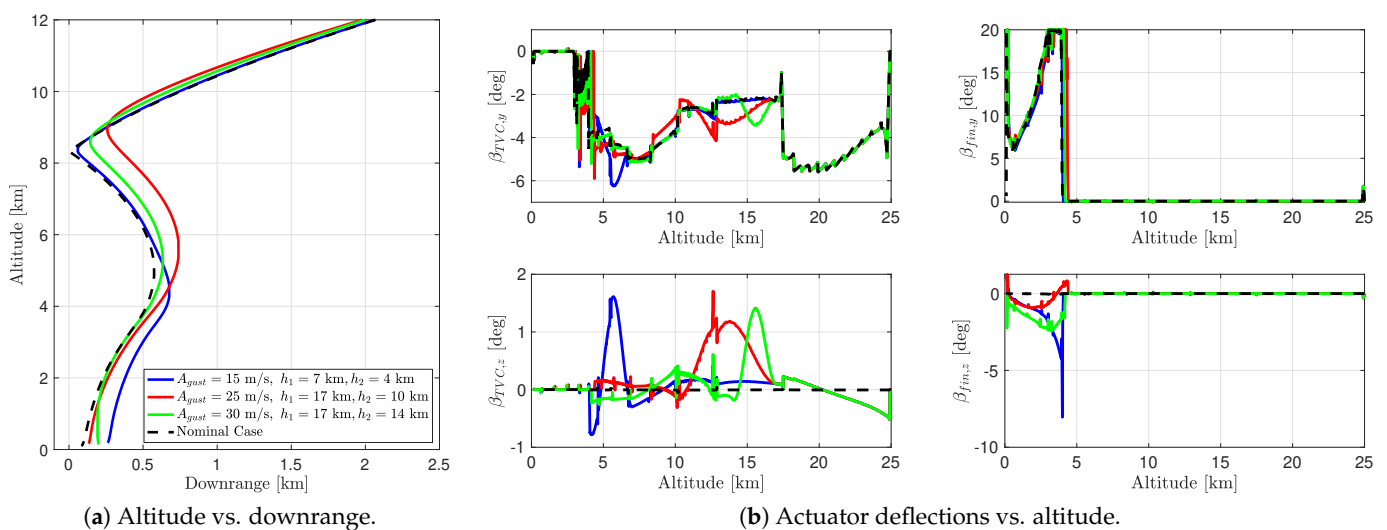 12
10
8
6
4
2
0
Altitude [km]
0 0.5 1 1.5 2 2.5
Downrange [km]
A_gust = 15 m/s, h_1 = 7 km, h_2 = 4 km
A_gust = 25 m/s, h_1 = 17 km, h_2 = 10 km
A_gust = 30 m/s, h_1 = 17 km, h_2 = 14 km
Nominal Case
(a) Altitude vs. downrange.
0
-2
-4
-6
β_TVC,y [deg]
0 5 10 15 20 25
Altitude [km]
20
15
10
5
0
β_fin,y [deg]
0 5 10 15 20 25
Altitude [km]
2
1
0
-1
β_TVC,z [deg]
0 5 10 15 20 25
Altitude [km]
0
-5
-10
β_fin,z [deg]
0 5 10 15 20 25
Altitude [km]
(b) Actuator deflections vs. altitude.